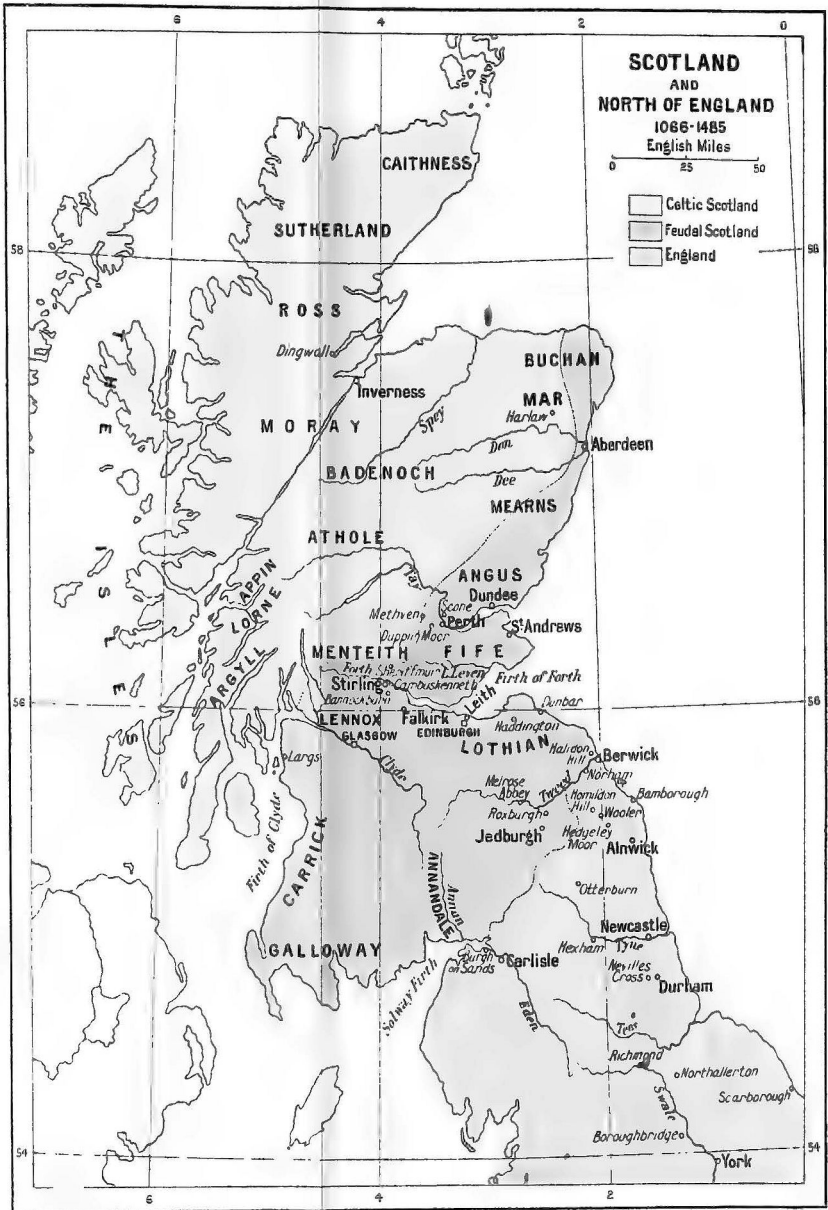 6
4
2
0
SCOTLAND
AND
NORTH OF ENGLAND
1066-1485
English Miles
0 25 50
Celtic Scotland
Feudal Scotland
England
CAITHNESS
SUTHERLAND
58
58
ROSS
Dingwall
BUCHAN
Inverness
MAR
Harlaw
Spey
MORAY
Don
Aberdeen
BADENOCH
Dee
THE ISLES
MEARNS
ATHOLE
Tay
APPIN
ANGUS
Dundee
LORNE
Scone
Methven
Perth
Dupplin Moor
St Andrews
MENTEITH
FIFE
ARGYLL
Forth
Sheriffmuir
L. Leven
Firth of Forth
Stirling
Cambuskenneth
Bannockburn
Leith
Dunbar
56
56
LENNOX
Falkirk
Haddington
GLASGOW
EDINBURGH
LOTHIAN
Halidon
Hill
Berwick
Largs
Clyde
Norham
Melrose
Abbey
Tweed
Homildon
Hill
Bamborough
Roxburgh
Wooler
Firth of Clyde
Jedburgh
Hedgeley
Moor
Alnwick
CARRICK
Annan
ANNANDALE
Otterburn
GALLOWAY
Newcastle
Hexham
Tyne
Burgh
on Sands
Carlisle
Nevilles
Cross
Durham
Solway Firth
Eden
Tees
Richmond
Northallerton
Swale
Scarborough
Boroughbridge
54
54
York
6
4
2